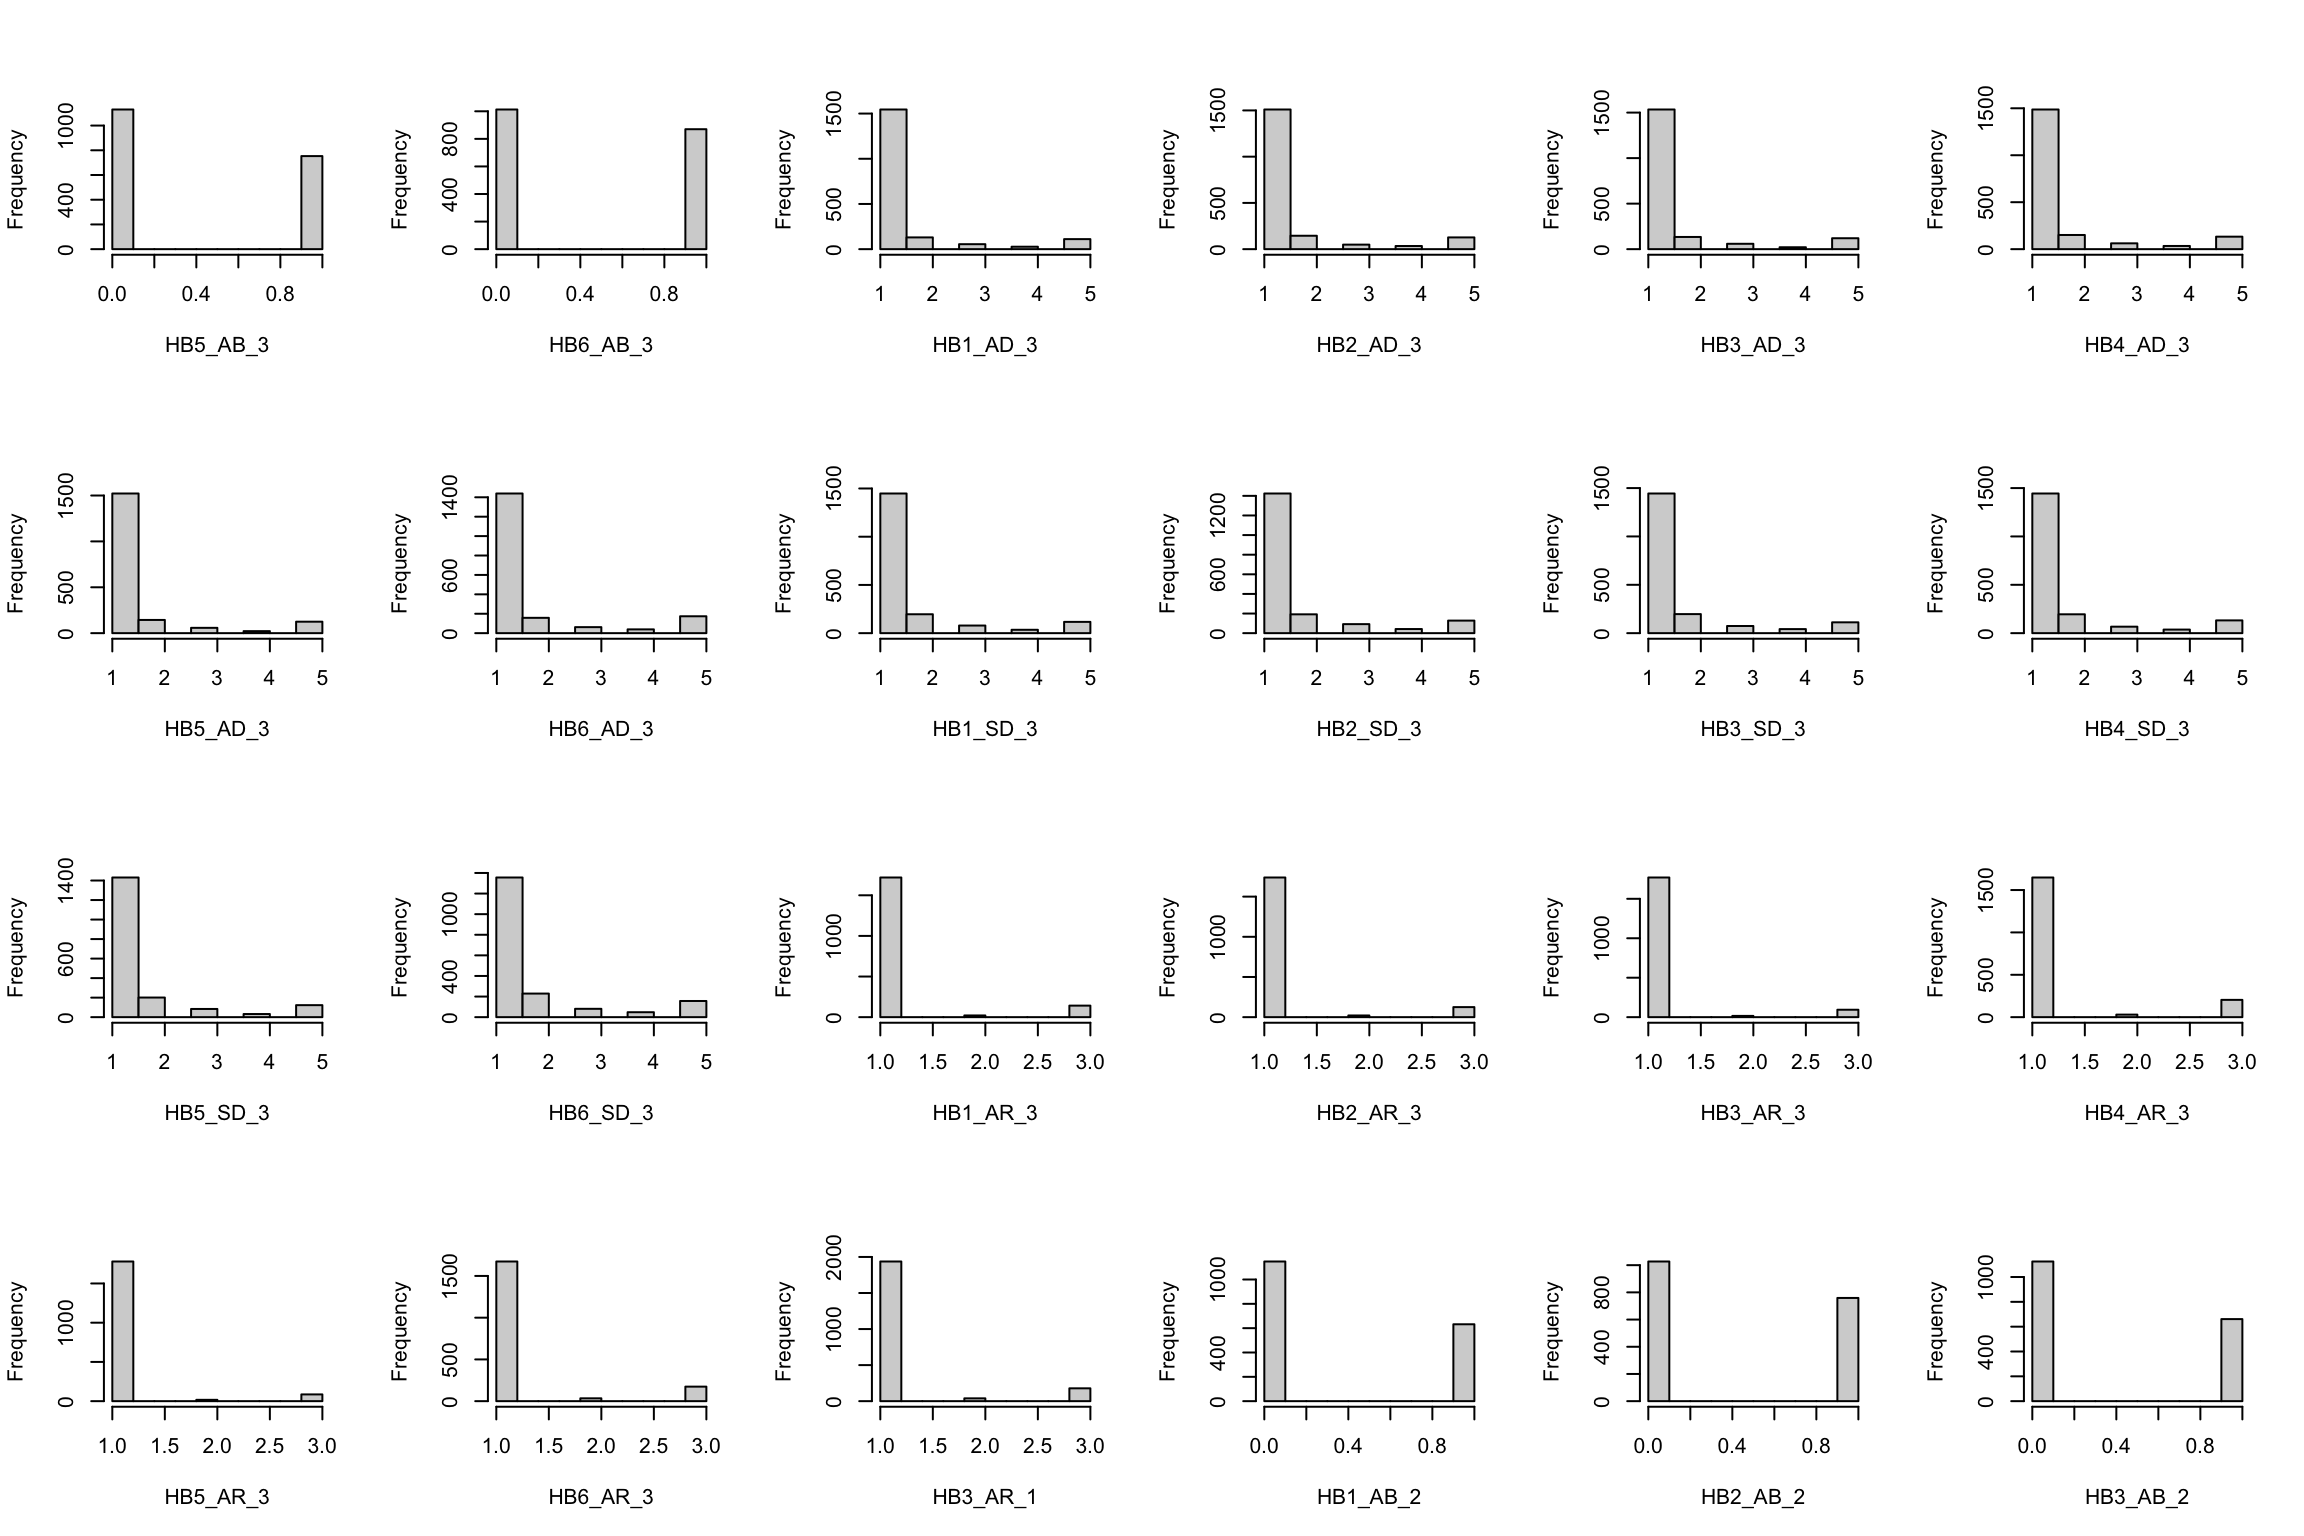 Frequency 0 400 1000 0.0 0.4 0.8 HB5_AB_3
Frequency 0 400 800 0.0 0.4 0.8 HB6_AB_3
Frequency 0 500 1500 1 2 3 4 5 HB1_AD_3
Frequency 0 500 1500 1 2 3 4 5 HB2_AD_3
Frequency 0 500 1500 1 2 3 4 5 HB3_AD_3
Frequency 0 500 1500 1 2 3 4 5 HB4_AD_3
Frequency 0 500 1500 1 2 3 4 5 HB5_AD_3
Frequency 0 600 1400 1 2 3 4 5 HB6_AD_3
Frequency 0 500 1500 1 2 3 4 5 HB1_SD_3
Frequency 0 600 1200 1 2 3 4 5 HB2_SD_3
Frequency 0 500 1500 1 2 3 4 5 HB3_SD_3
Frequency 0 500 1500 1 2 3 4 5 HB4_SD_3
Frequency 0 600 1400 1 2 3 4 5 HB5_SD_3
Frequency 0 400 1000 1 2 3 4 5 HB6_SD_3
Frequency 0 1000 1.0 1.5 2.0 2.5 3.0 HB1_AR_3
Frequency 0 1000 1.0 1.5 2.0 2.5 3.0 HB2_AR_3
Frequency 0 1000 1.0 1.5 2.0 2.5 3.0 HB3_AR_3
Frequency 0 500 1500 1.0 1.5 2.0 2.5 3.0 HB4_AR_3
Frequency 0 1000 1.0 1.5 2.0 2.5 3.0 HB5_AR_3
Frequency 0 500 1500 1.0 1.5 2.0 2.5 3.0 HB6_AR_3
Frequency 0 1000 2000 1.0 1.5 2.0 2.5 3.0 HB3_AR_1
Frequency 0 400 1000 0.0 0.4 0.8 HB1_AB_2
Frequency 0 400 800 0.0 0.4 0.8 HB2_AB_2
Frequency 0 400 1000 0.0 0.4 0.8 HB3_AB_2